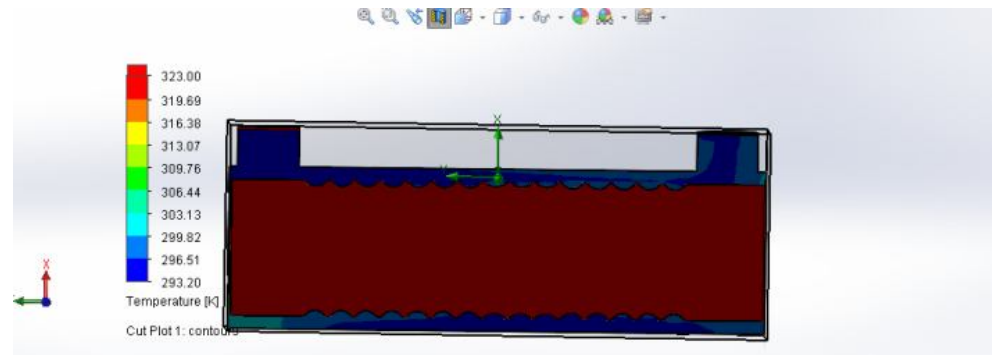 323.00
319.69
316.38
313.07
309.76
306.44
303.13
299.82
296.51
293.20
Temperature [K]
Cut Plot 1: contours
X
Y
X